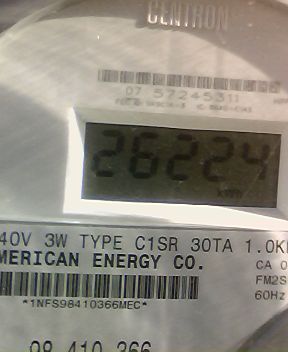 CENTRON
07 57245311
26224
KWH
40V 3W TYPE C1SR 30TA 1.0K
MERICAN ENERGY CO.
CA 0
FM2S
*1NFS98410366MEC*
60Hz
98 410 366